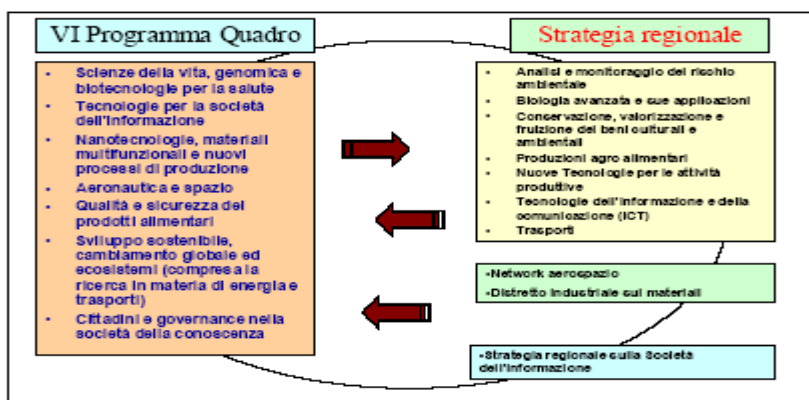 VI Programma Quadro
• Scienze della vita, genomica e
biotecnologie per la salute
• Tecnologie per la società
dell'informazione
• Nanotecnologie, materiali
multifunzionali e nuovi
processi di produzione
• Aeronautica e spazio
• Qualità e sicurezza dei
prodotti alimentari
• Sviluppo sostenibile,
cambiamento globale ed
ecosistemi (compresa la
ricerca in materia di energia e
trasporti)
• Cittadini e governance nella
società della conoscenza
Strategia regionale
• Analisi e monitoraggio del rischio
ambientale
• Biologia avanzata e sue applicazioni
• Conservazione, valorizzazione e
fruizione dei beni culturali e
ambientali
• Produzioni agro alimentari
• Nuove Tecnologie per le attività
produttive
• Tecnologie dell'informazione e della
comunicazione (ICT)
• Trasporti
•Network aerospazio
•Distretto industriale sui materiali
•Strategia regionale sulla Società
dell'informazione